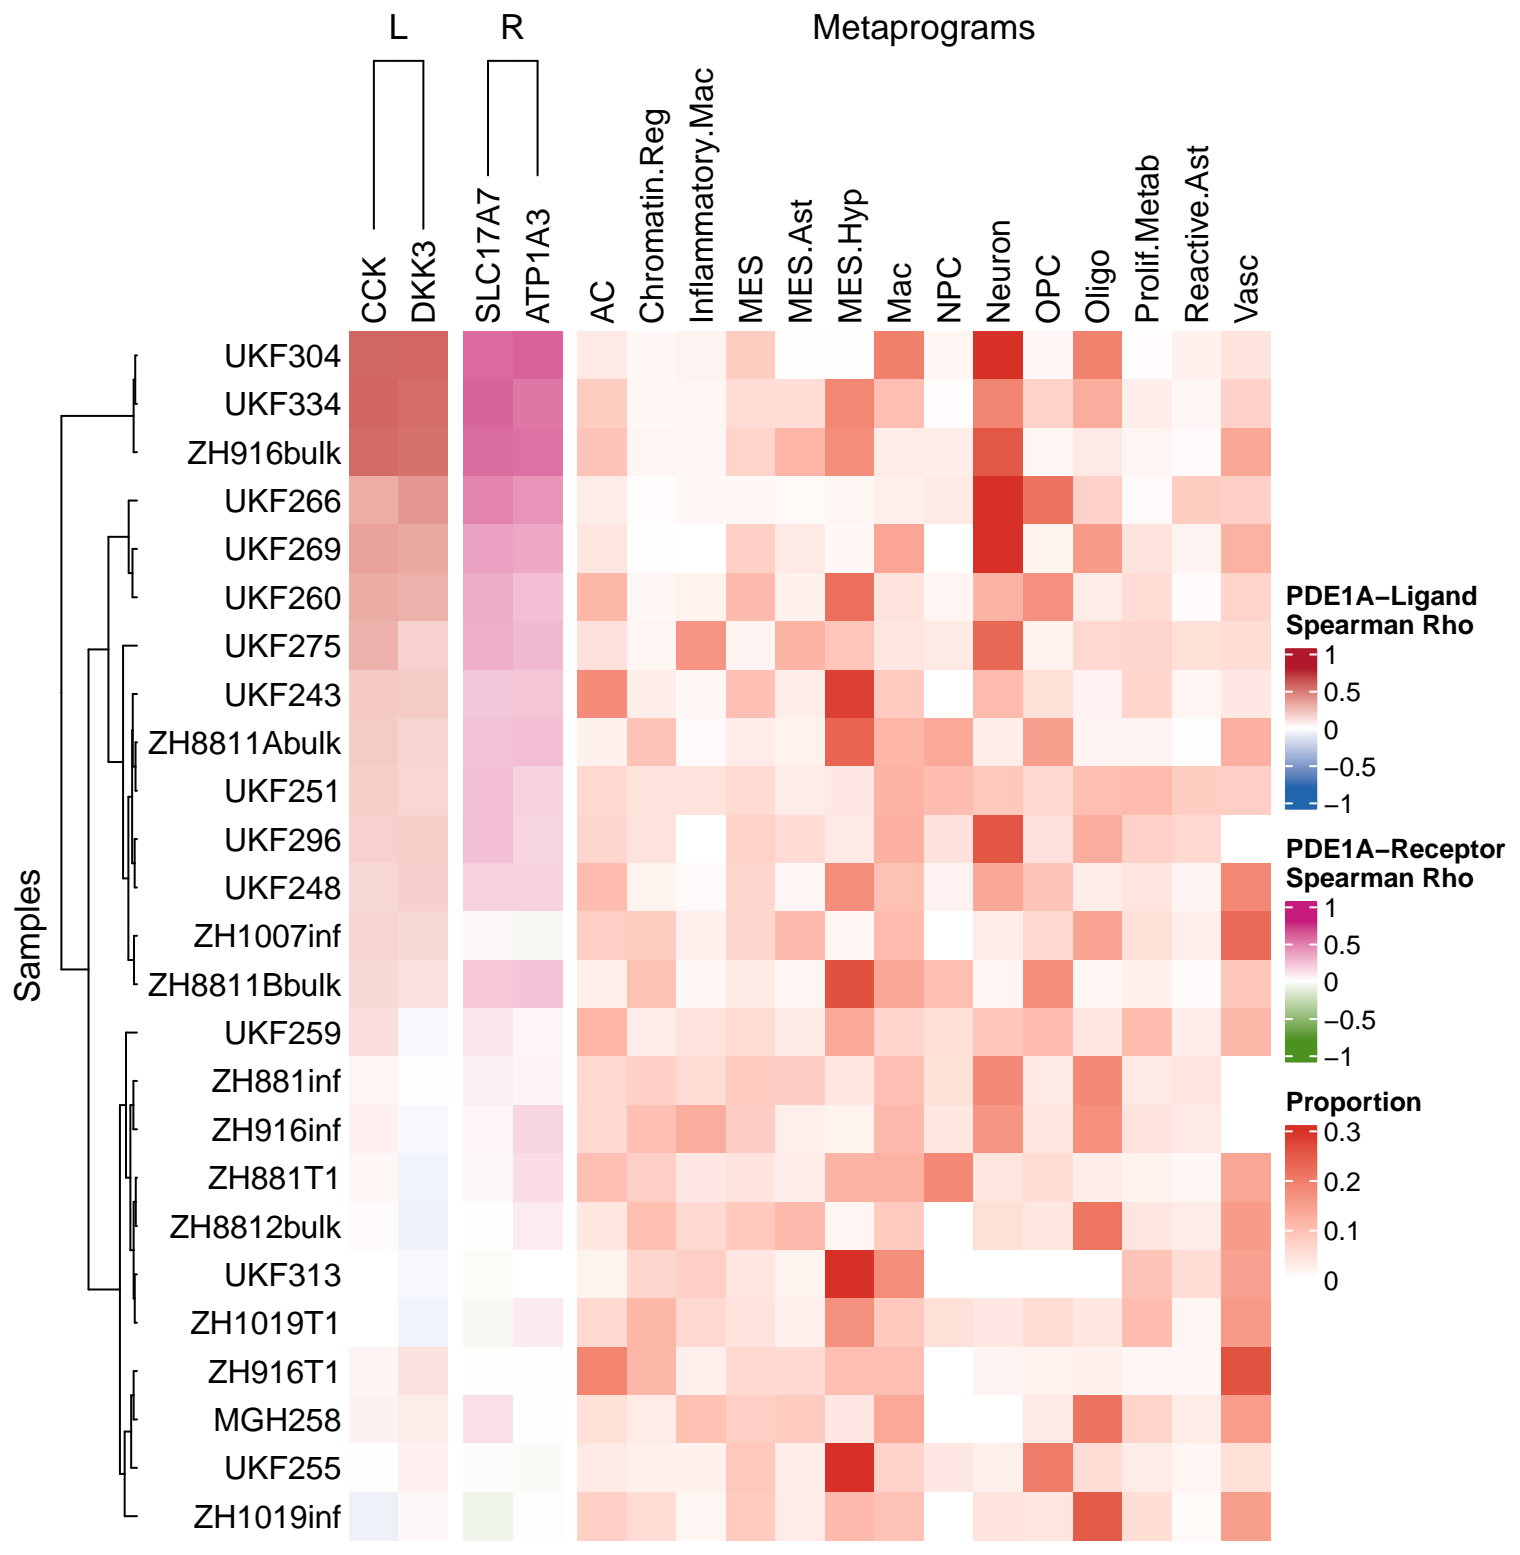 L R Metaprograms
CCK
DKK3
SLC17A7
ATP1A3
AC
Chromatin.Reg
Inflammatory.Mac
MES
MES.Ast
MES.Hyp
Mac
NPC
Neuron
OPC
Oligo
Prolif.Metab
Reactive.Ast
Vasc
Samples
UKF304
UKF334
ZH916bulk
UKF266
UKF269
UKF260
UKF275
UKF243
ZH8811Abulk
UKF251
UKF296
UKF248
ZH1007inf
ZH8811Bbulk
UKF259
ZH881inf
ZH916inf
ZH881T1
ZH8812bulk
UKF313
ZH1019T1
ZH916T1
MGH258
UKF255
ZH1019inf
PDE1A−Ligand
Spearman Rho
1
0.5
0
−0.5
−1
PDE1A−Receptor
Spearman Rho
1
0.5
0
−0.5
−1
Proportion
0.3
0.2
0.1
0